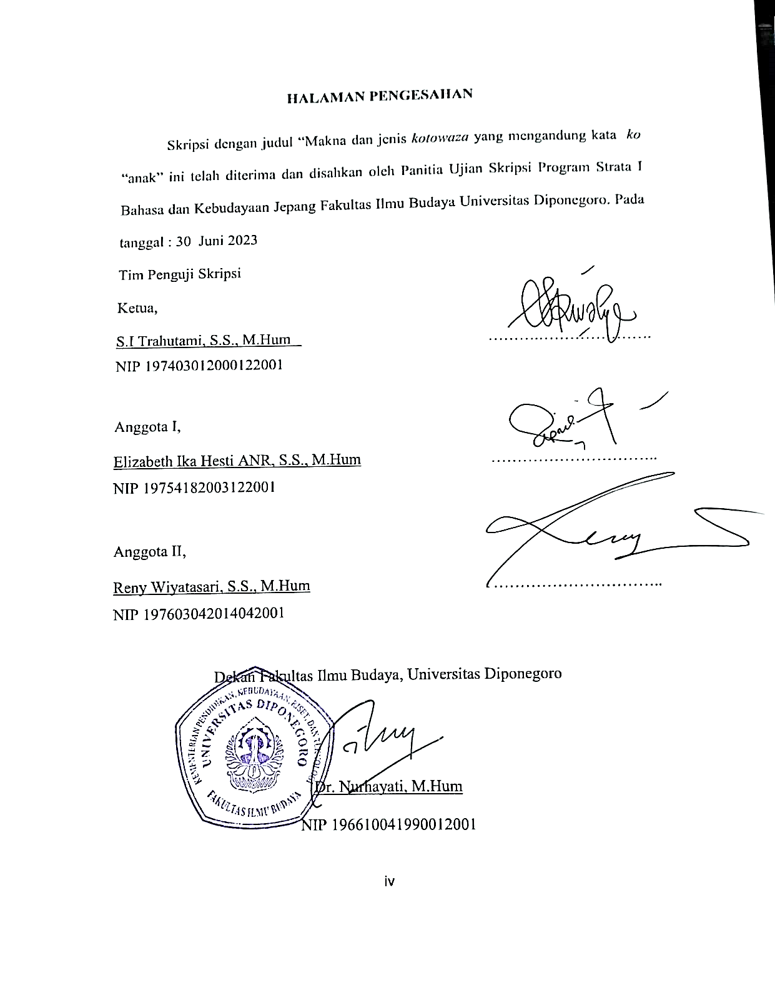 HALAMAN PENGESAHAN
Skripsi dengan judul “Makna dan jenis kotowaza yang mengandung kata ko
“anak” ini telah diterima dan disahkan oleh Panitia Ujian Skripsi Program Strata I
Bahasa dan Kebudayaan Jepang Fakultas Ilmu Budaya Universitas Diponegoro. Pada
tanggal : 30 Juni 2023
Tim Penguji Skripsi
Ketua,
S.I Trahutami, S.S., M.Hum
NIP 197403012000122001
Anggota I,
Elizabeth Ika Hesti ANR, S.S., M.Hum
NIP 19754182003122001
Anggota II,
Reny Wiyatasari, S.S., M.Hum
NIP 197603042014042001
Dekan Fakultas Ilmu Budaya, Universitas Diponegoro
KEMENTERIAN PENDIDIKAN, KEBUDAYAAN, RISET, DAN TEKNOLOGI
UNIVERSITAS DIPONEGORO
FAKULTAS ILMU BUDAYA
Dr. Nurhayati, M.Hum
NIP 196610041990012001
iv